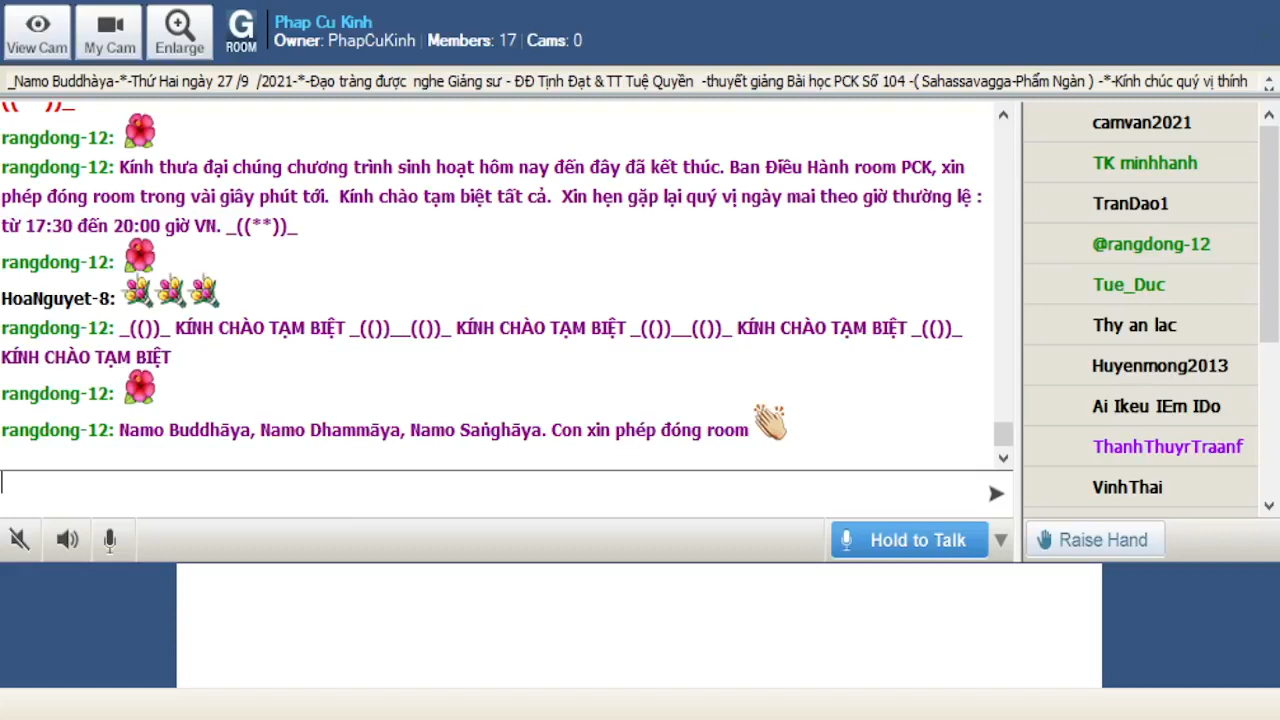 View Cam
My Cam
Enlarge
G
ROOM
Phap Cu Kinh
Owner: PhapCuKinh | Members: 17 | Cams: 0
_Namo Buddhàya-*-Thứ Hai ngày 27 /9 /2021-*-Đạo tràng được nghe Giảng sư - ĐĐ Tịnh Đạt & TT Tuệ Quyền -thuyết giảng Bài học PCK Số 104 -( Sahassavagga-Phẩm Ngàn ) -*-Kính chúc quý vị thính
rangdong-12:
rangdong-12: Kính thưa đại chúng chương trình sinh hoạt hôm nay đến đây đã kết thúc. Ban Điều Hành room PCK, xin
phép đóng room trong vài giây phút tới. Kính chào tạm biệt tất cả. Xin hẹn gặp lại quý vị ngày mai theo giờ thường lệ :
từ 17:30 đến 20:00 giờ VN. _((**))_
rangdong-12:
HoaNguyet-8:
rangdong-12: _(())_ KÍNH CHÀO TẠM BIỆT _(())__(())_ KÍNH CHÀO TẠM BIỆT _(())__(())_ KÍNH CHÀO TẠM BIỆT _(())_
KÍNH CHÀO TẠM BIỆT
rangdong-12:
rangdong-12: Namo Buddhāya, Namo Dhammāya, Namo Saṅghāya. Con xin phép đóng room
Hold to Talk
camvan2021
TK minhhanh
TranDao1
@rangdong-12
Tue_Duc
Thy an lac
Huyenmong2013
Ai Ikeu IEm IDo
ThanhThuyrTraanf
VinhThai
Raise Hand